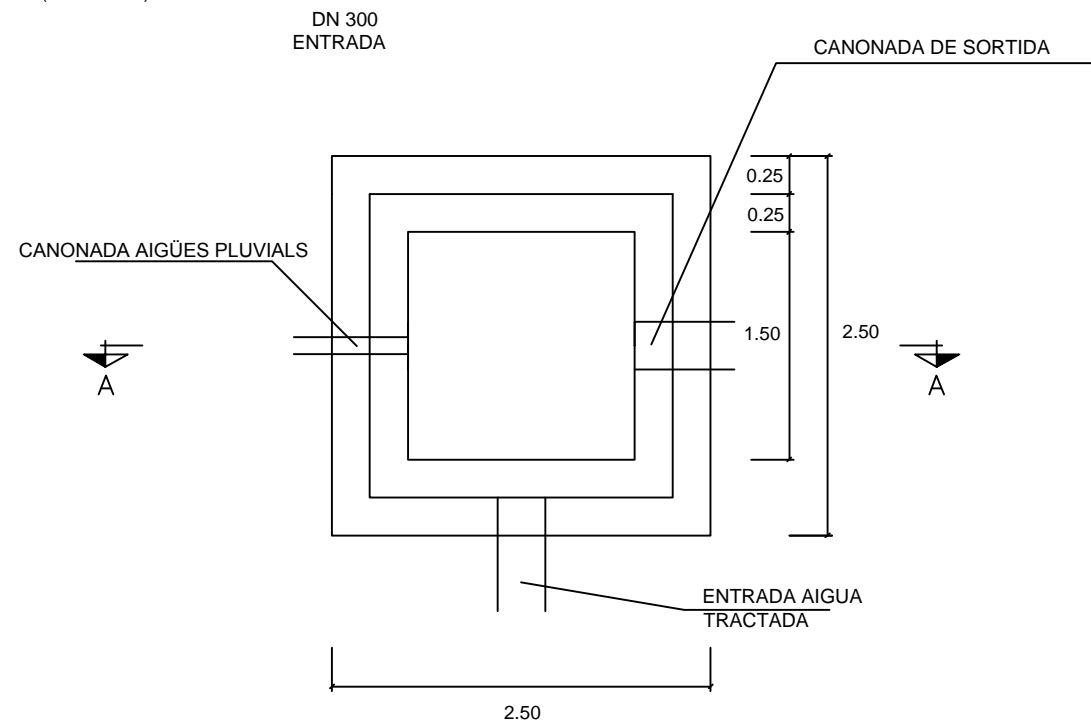 DN 300
ENTRADA
CANONADA DE SORTIDA
0.25
0.25
CANONADA AIGÜES PLUVIALS
1.50
2.50
A
A
ENTRADA AIGUA
TRACTADA
2.50